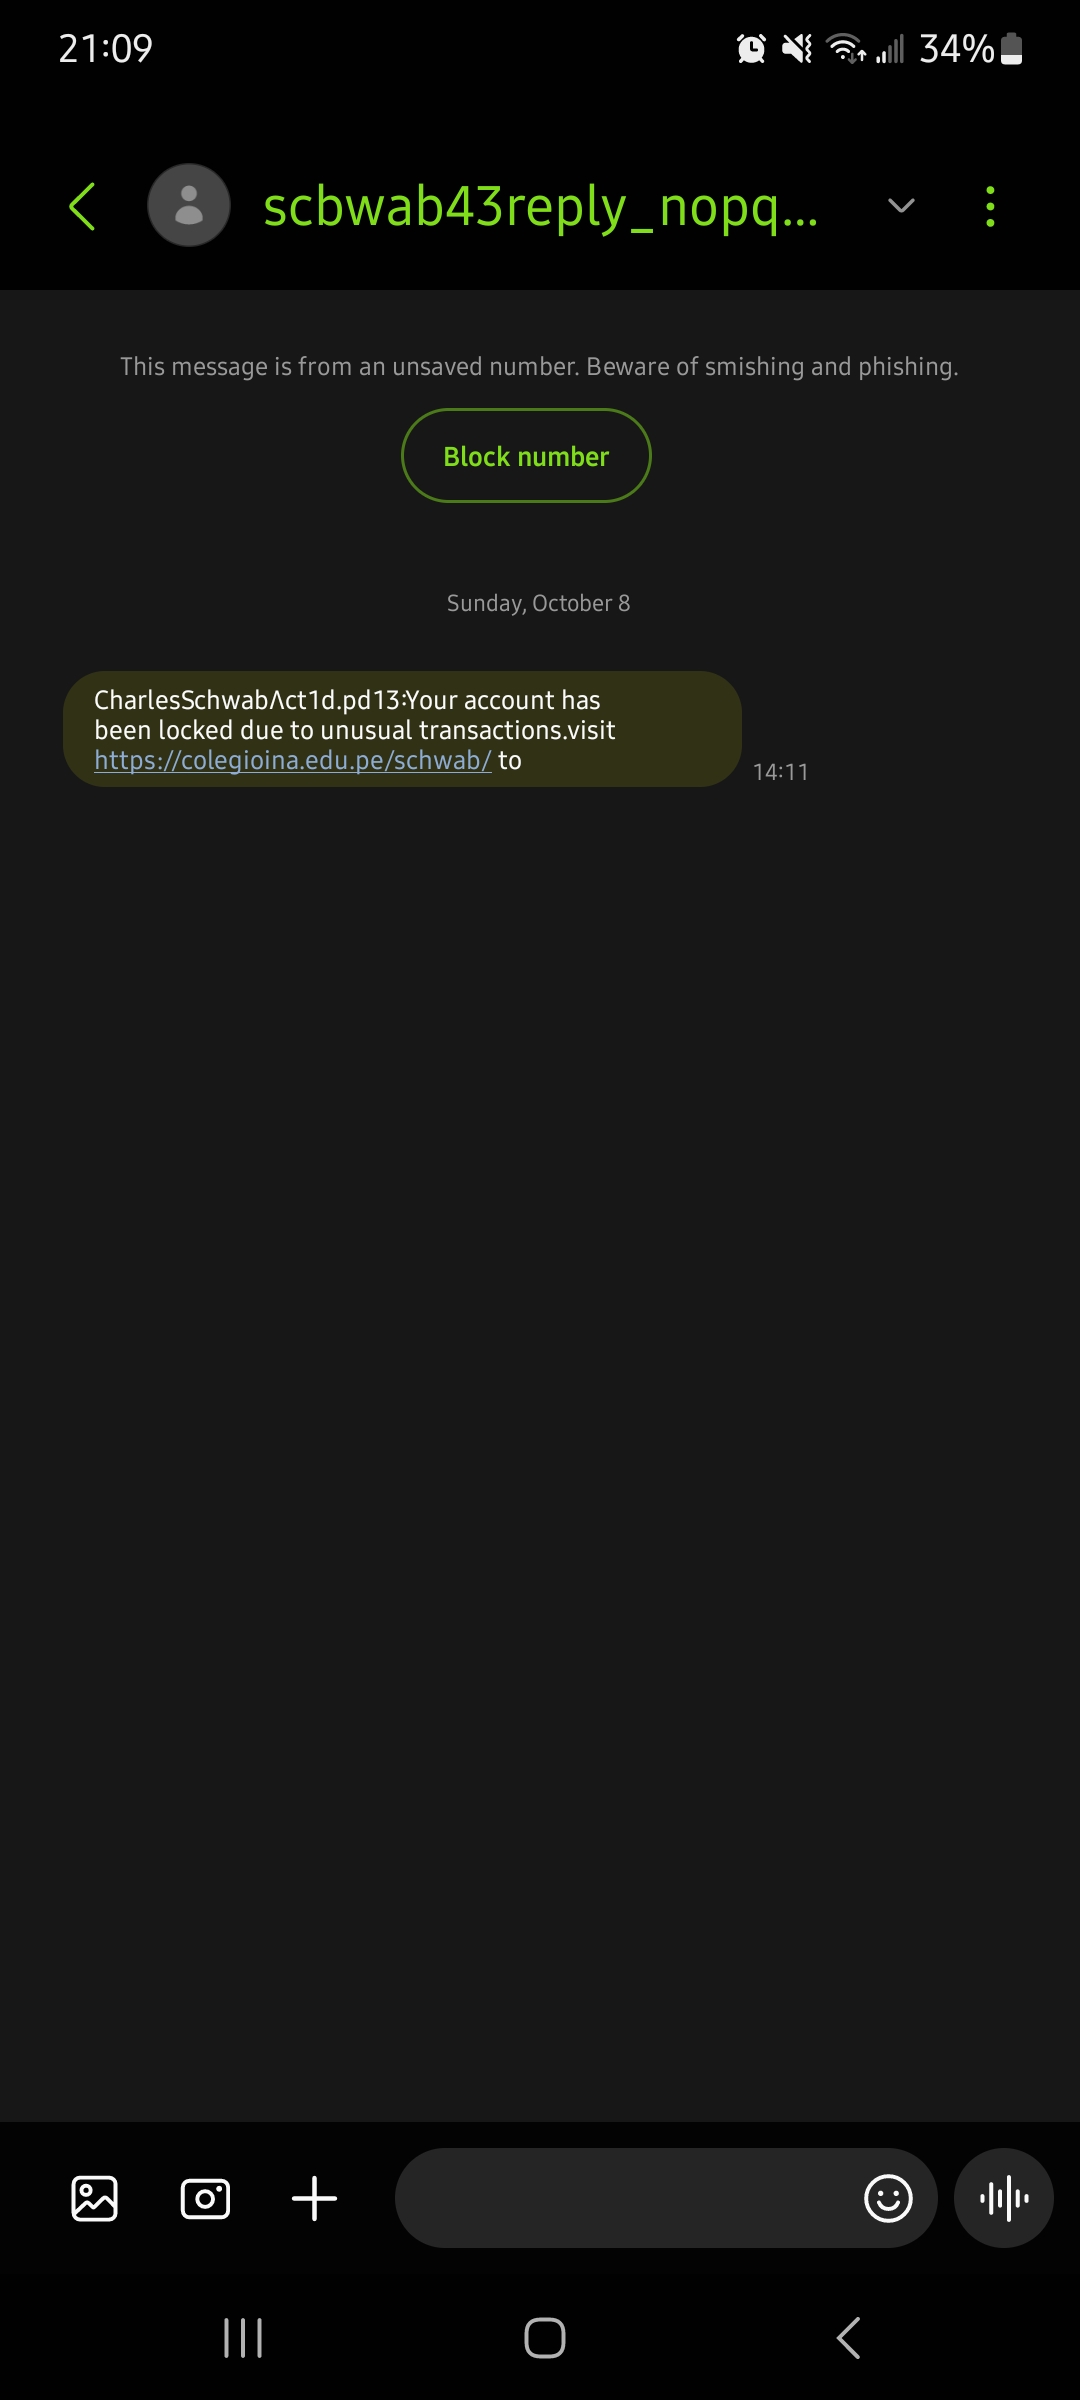 21:09
34%
scbwab43reply_nopq...
This message is from an unsaved number. Beware of smishing and phishing.
Block number
Sunday, October 8
CharlesSchwabΛct1d.pd13:Your account has
been locked due to unusual transactions.visit
https://colegioina.edu.pe/schwab/ to
14:11